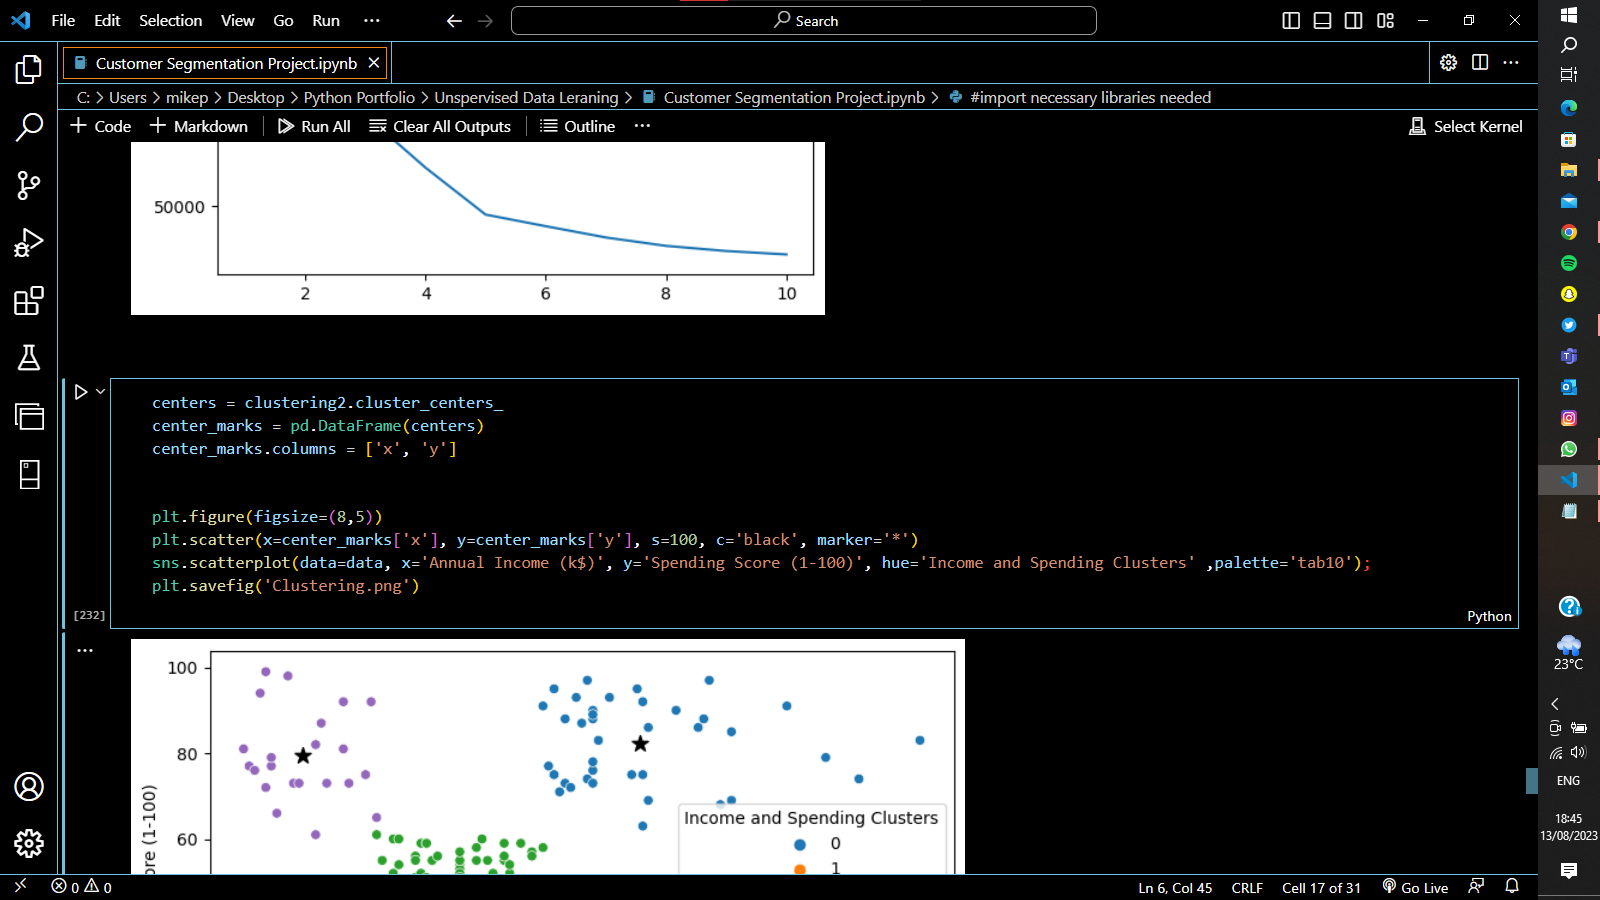 File Edit Selection View Go Run ···
Search
Customer Segmentation Project.ipynb
C: > Users > mikep > Desktop > Python Portfolio > Unspervised Data Leraning > Customer Segmentation Project.ipynb > #import necessary libraries needed
+ Code + Markdown Run All Clear All Outputs Outline ···
Select Kernel
50000
2 4 6 8 10
centers = clustering2.cluster_centers_
center_marks = pd.DataFrame(centers)
center_marks.columns = ['x', 'y']
plt.figure(figsize=(8,5))
plt.scatter(x=center_marks['x'], y=center_marks['y'], s=100, c='black', marker='*')
sns.scatterplot(data=data, x='Annual Income (k$)', y='Spending Score (1-100)', hue='Income and Spending Clusters' ,palette='tab10');
plt.savefig('Clustering.png')
[232]
Python
100
80
60
ore (1-100)
Income and Spending Clusters
0
1
0 0
Ln 6, Col 45 CRLF Cell 17 of 31 Go Live
23°C
ENG
18:45
13/08/2023